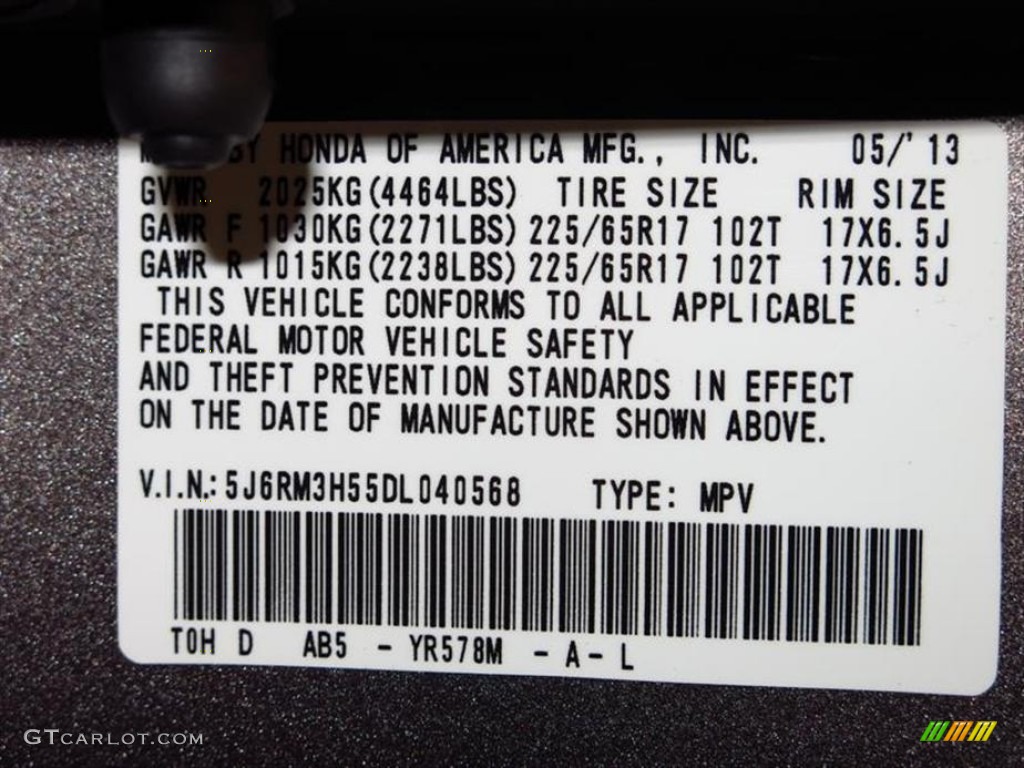 BY HONDA OF AMERICA MFG., INC. 05/'13
GVWR 2025KG(4464LBS) TIRE SIZE RIM SIZE
GAWR F 1030KG(2271LBS) 225/65R17 102T 17X6.5J
GAWR R 1015KG(2238LBS) 225/65R17 102T 17X6.5J
THIS VEHICLE CONFORMS TO ALL APPLICABLE
FEDERAL MOTOR VEHICLE SAFETY
AND THEFT PREVENTION STANDARDS IN EFFECT
ON THE DATE OF MANUFACTURE SHOWN ABOVE.
V.I.N.: 5J6RM3H55DL040568 TYPE: MPV
TOH D AB5 - YR578M - A - L
GTCARLOT.COM